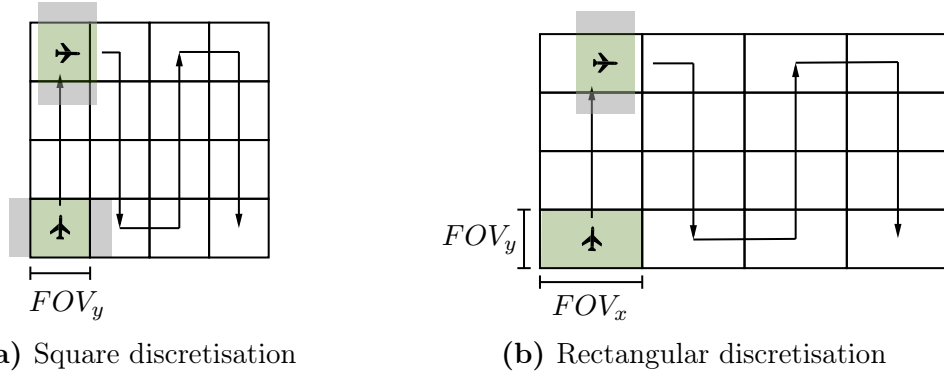 FOV_y
FOV_y
FOV_x
a) Square discretisation
(b) Rectangular discretisation